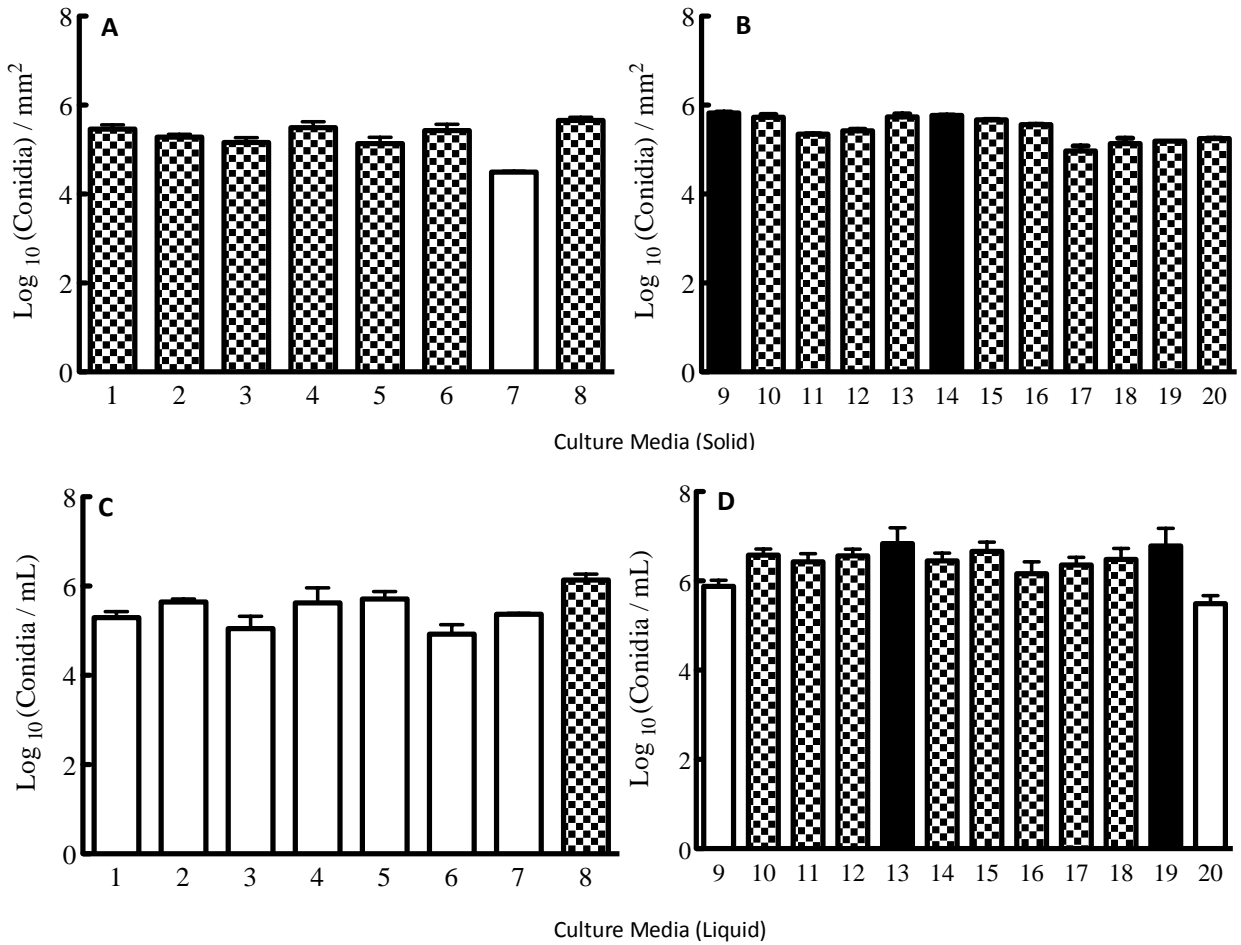 A
Log 10 (Conidia) / mm²
8
6
4
2
0
1 2 3 4 5 6 7 8
B
Log 10 (Conidia) / mm²
8
6
4
2
0
9 10 11 12 13 14 15 16 17 18 19 20
Culture Media (Solid)
C
Log 10 (Conidia / mL)
8
6
4
2
0
1 2 3 4 5 6 7 8
D
Log 10 (Conidia / mL)
8
6
4
2
0
9 10 11 12 13 14 15 16 17 18 19 20
Culture Media (Liquid)